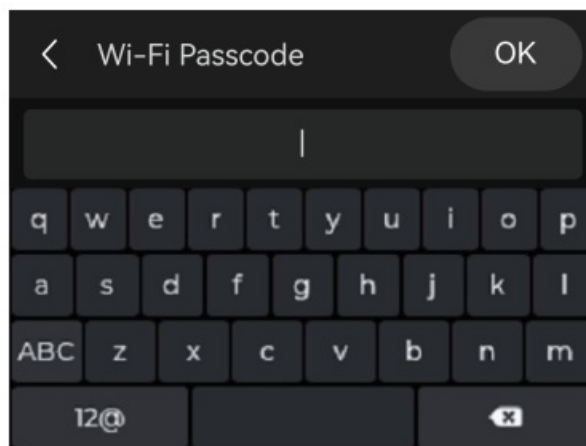 Wi-Fi Passcode OK
q w e r t y u i o p
a s d f g h j k l
ABC z x c v b n m
12@